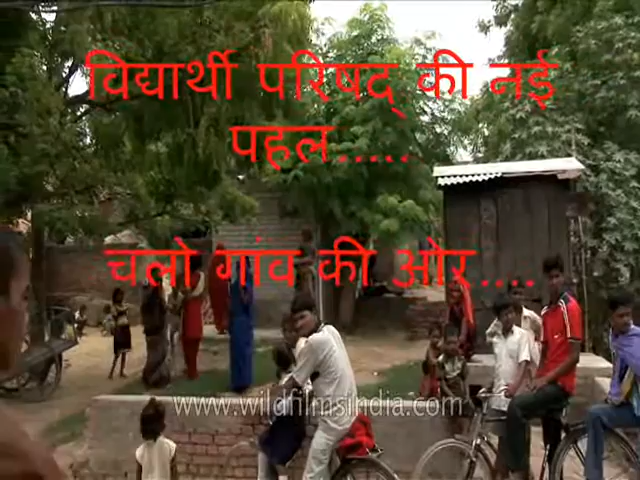 विद्यार्थी परिषद् की नई
पहल.....
चलो गांव की ओर.....
www.wildfilmsindia.com